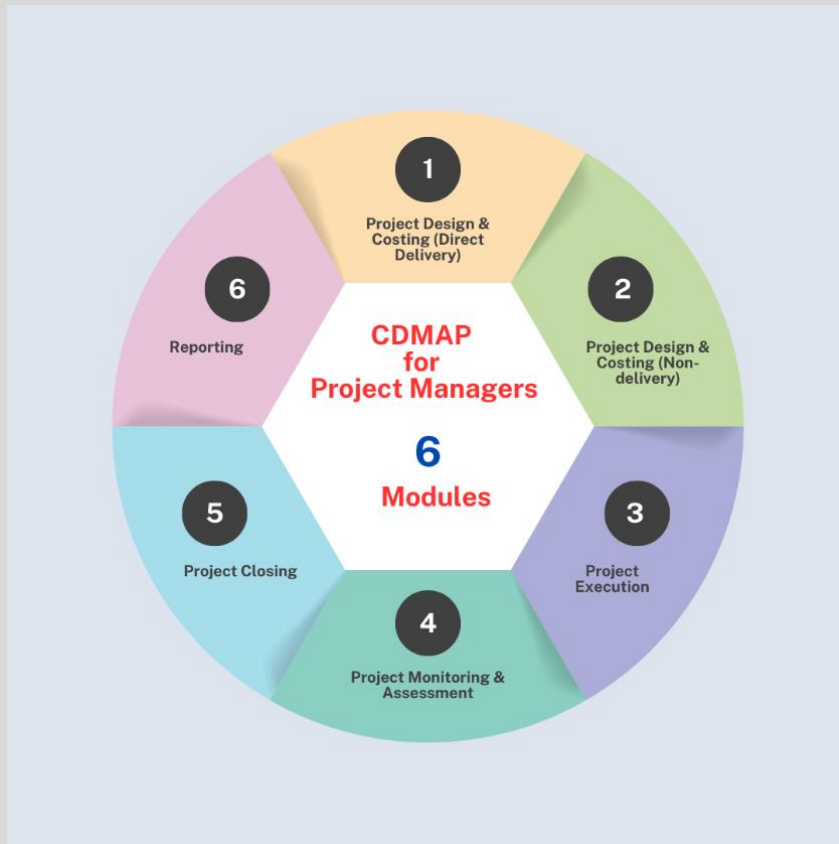 CDMAP
for
Project Managers
6
Modules
1
Project Design &
Costing (Direct
Delivery)
2
Project Design &
Costing (Non-
delivery)
3
Project
Execution
4
Project Monitoring &
Assessment
5
Project Closing
6
Reporting